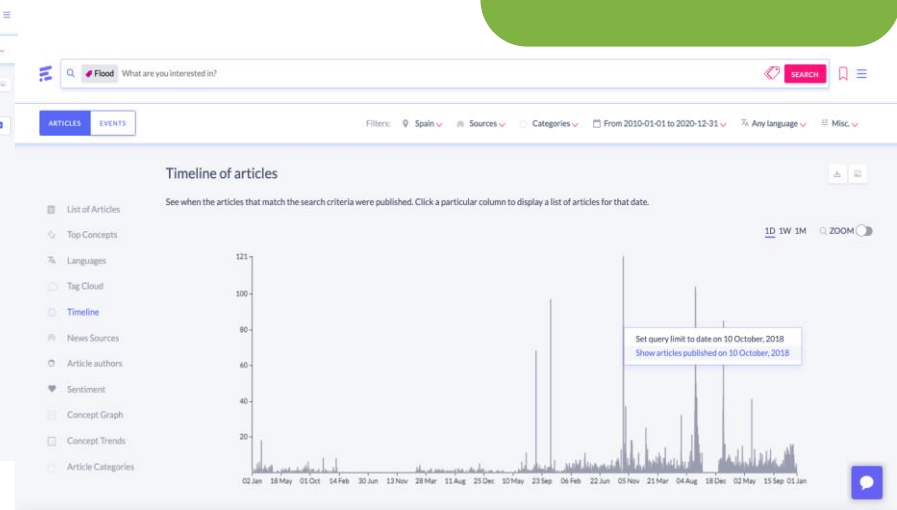 Flood What are you interested in?
SEARCH
ARTICLES EVENTS
Filters: Spain Sources Categories From 2010-01-01 to 2020-12-31 Any language Misc.
Timeline of articles
See when the articles that match the search criteria were published. Click a particular column to display a list of articles for that date.
1D 1W 1M ZOOM
List of Articles
Top Concepts
Languages
Tag Cloud
Timeline
News Sources
Article authors
Sentiment
Concept Graph
Concept Trends
Article Categories
121
100
80
60
40
20
Set query limit to date on 10 October, 2018
Show articles published on 10 October, 2018
02 Jan 18 May 01 Oct 14 Feb 30 Jun 13 Nov 28 Mar 11 Aug 25 Dec 10 May 23 Sep 06 Feb 22 Jun 05 Nov 21 Mar 04 Aug 18 Dec 02 May 15 Sep 01 Jan